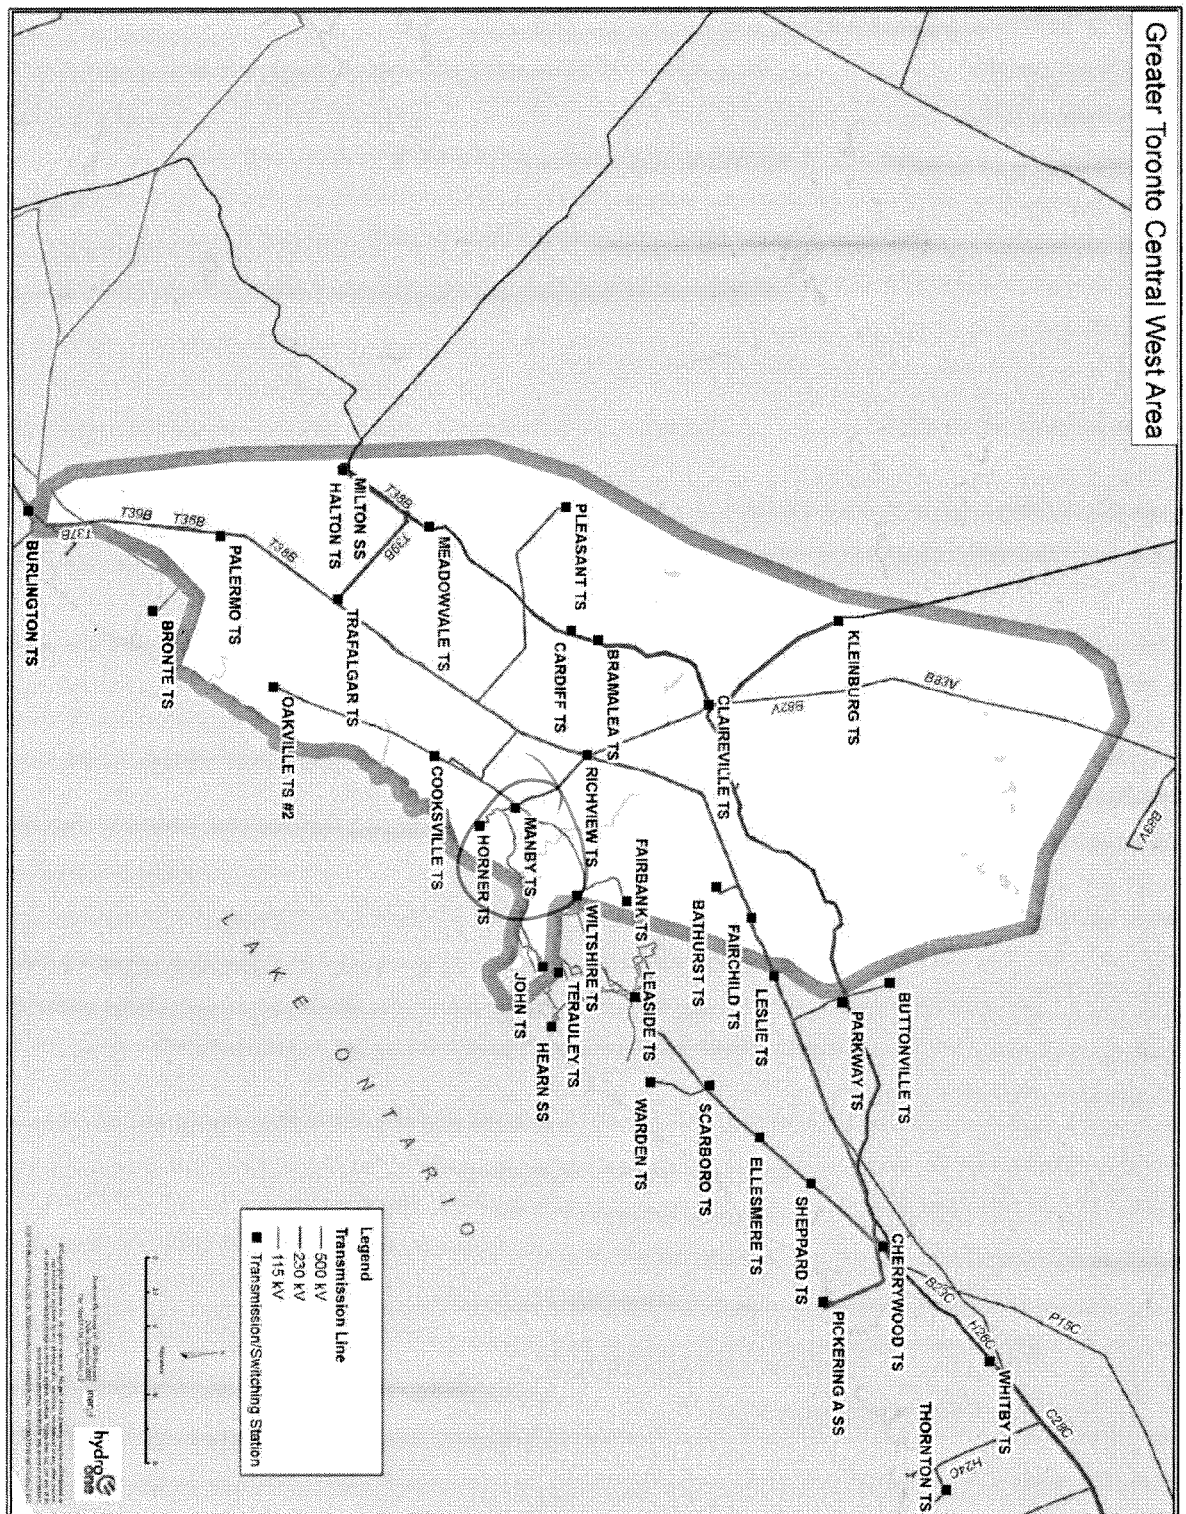 Greater Toronto Central West Area
KLEINBURG TS
B83V
B82V
B83V
CLAIREVILLE TS
BUTTONVILLE TS
PARKWAY TS
LESLIE TS
FAIRCHILD TS
BATHURST TS
PLEASANT TS
BRAMALEA TS
CARDIFF TS
RICHVIEW TS
FAIRBANK TS
WILTSHIRE TS
LEASIDE TS
TERAULEY TS
JOHN TS
HEARN SS
WARDEN TS
SCARBORO TS
ELLESMERE TS
SHEPPARD TS
CHERRYWOOD TS
PICKERING A SS
B23C
H26C
P15C
WHITBY TS
C28C
H24C
THORNTON TS
MEADOWVALE TS
T38B
T39B
MILTON SS
HALTON TS
TRAFALGAR TS
T38B
MANBY TS
HORNER TS
COOKSVILLE TS
OAKVILLE TS #2
PALERMO TS
BRONTE TS
T39B
T36B
T37B
BURLINGTON TS
LAKE ONTARIO
Legend
Transmission Line
500 kV
230 kV
115 kV
Transmission/Switching Station
hydro
one